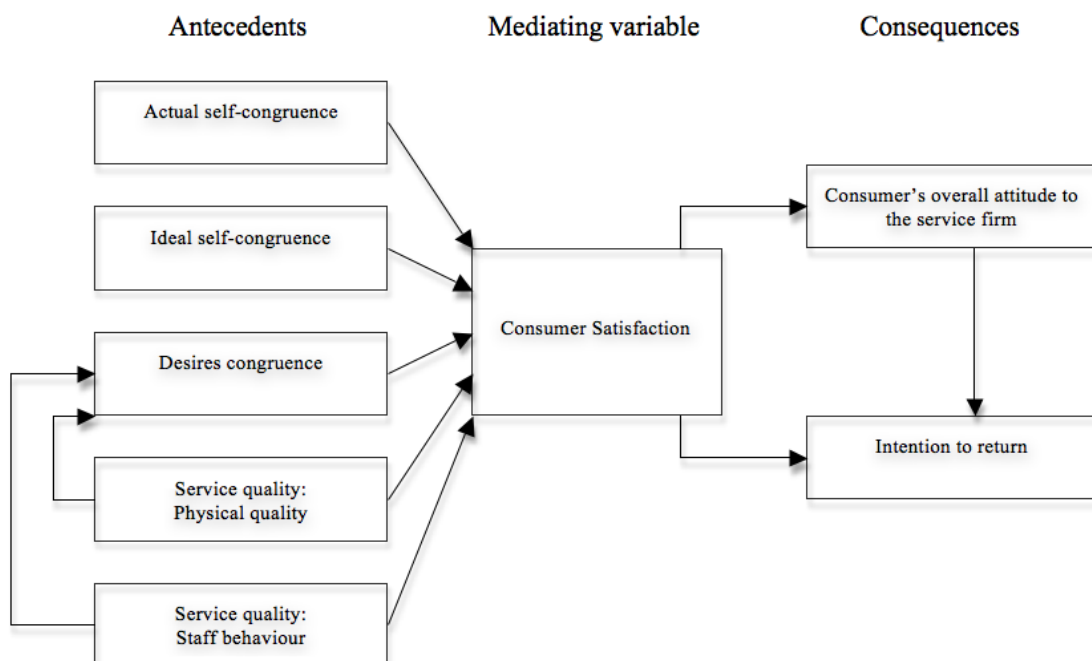 Antecedents
Mediating variable
Consequences
Actual self-congruence
Ideal self-congruence
Desires congruence
Service quality:
Physical quality
Service quality:
Staff behaviour
Consumer Satisfaction
Consumer’s overall attitude to
the service firm
Intention to return